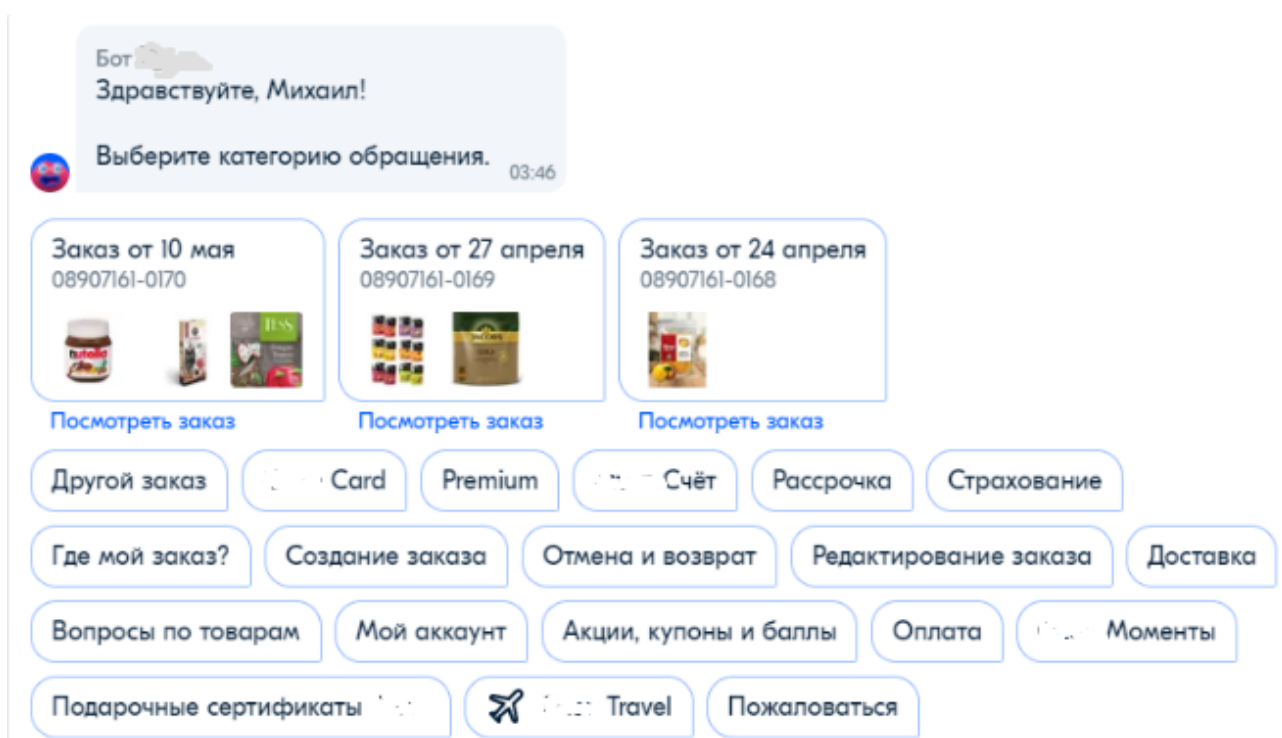 Бот
Здравствуйте, Михаил!
Выберите категорию обращения.
03:46
Заказ от 10 мая
08907161-0170
nutella
TESS
Посмотреть заказ
Заказ от 27 апреля
08907161-0169
JACOBS
Посмотреть заказ
Заказ от 24 апреля
08907161-0168
Посмотреть заказ
Другой заказ
Card
Premium
Счёт
Рассрочка
Страхование
Где мой заказ?
Создание заказа
Отмена и возврат
Редактирование заказа
Доставка
Вопросы по товарам
Мой аккаунт
Акции, купоны и баллы
Оплата
Моменты
Подарочные сертификаты
Travel
Пожаловаться